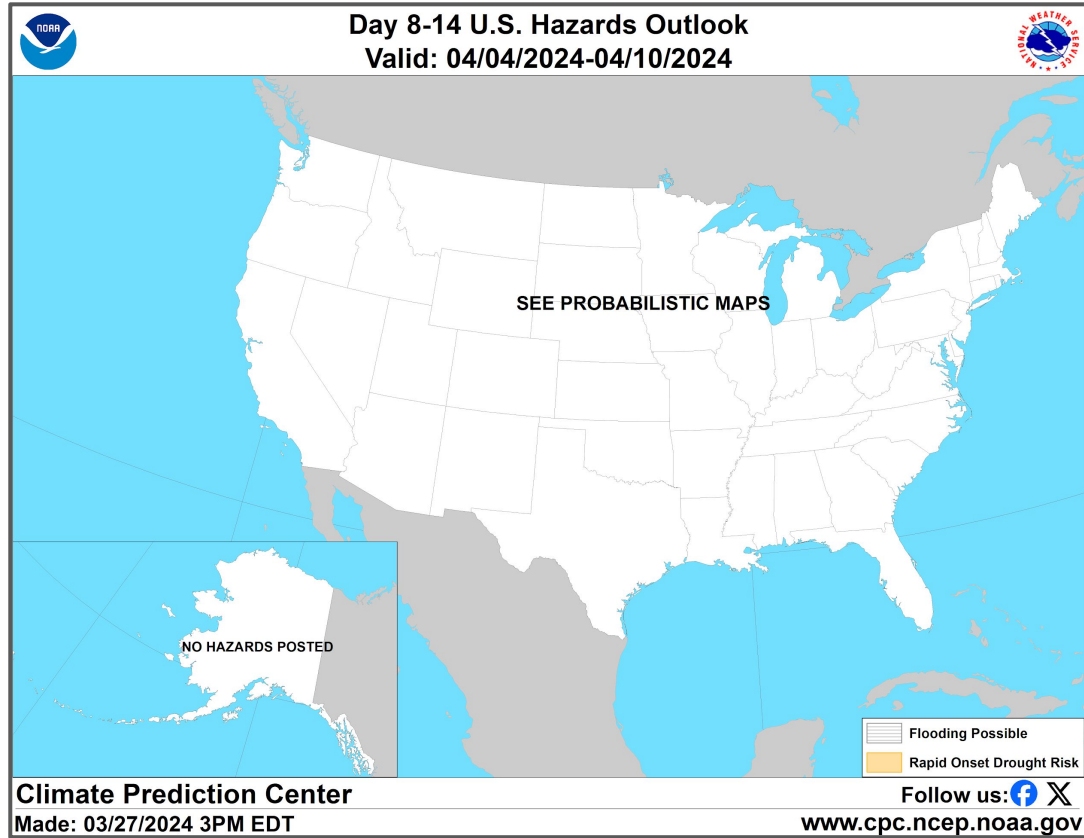 NOAA
Day 8-14 U.S. Hazards Outlook
Valid: 04/04/2024-04/10/2024
NATIONAL WEATHER SERVICE
SEE PROBABILISTIC MAPS
NO HAZARDS POSTED
Flooding Possible
Rapid Onset Drought Risk
Climate Prediction Center
Follow us:
Made: 03/27/2024 3PM EDT
www.cpc.ncep.noaa.gov